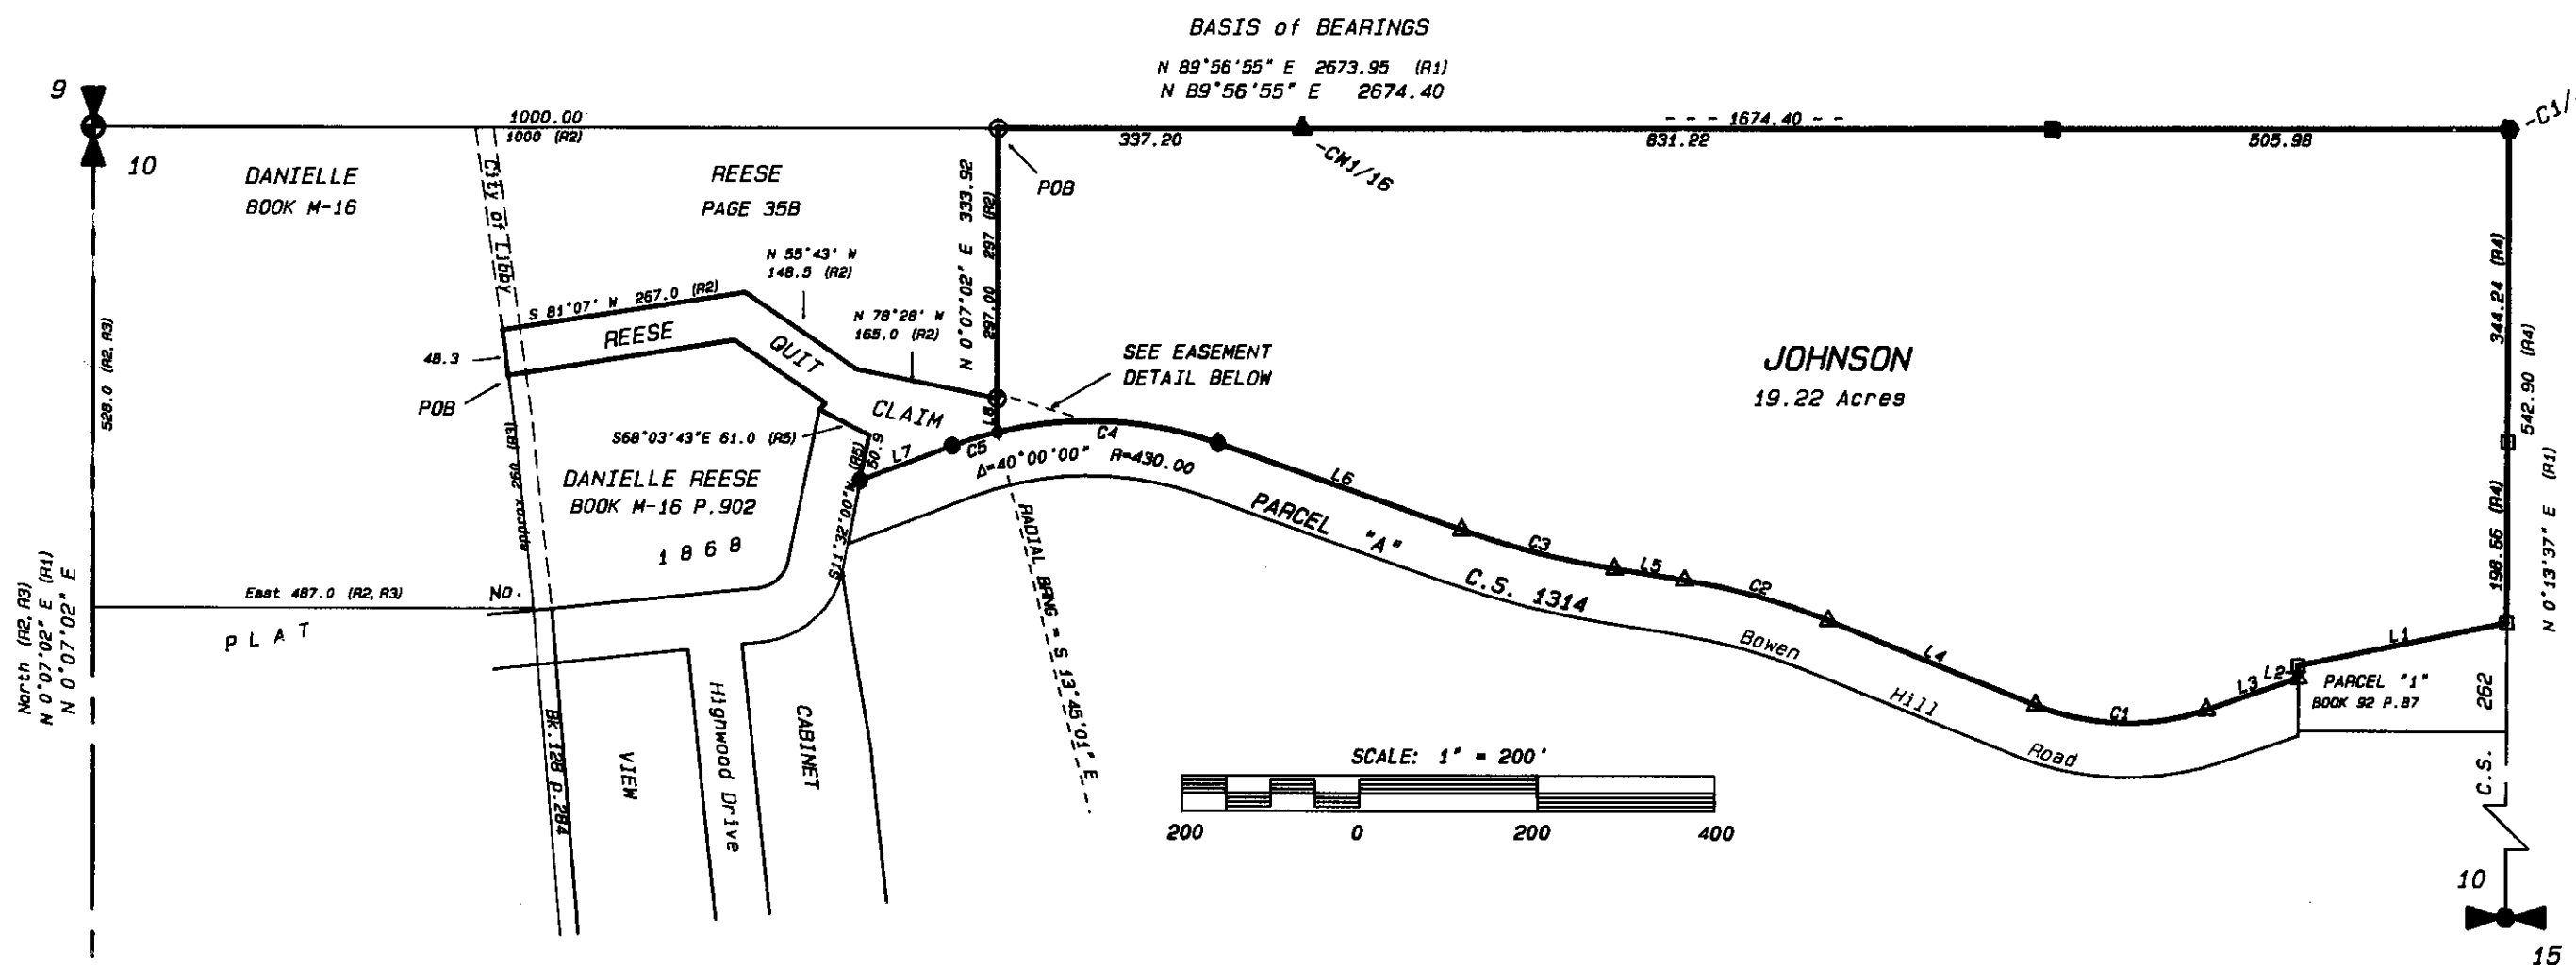 BASIS of BEARINGS
N 89°56'55" E 2673.95 (R1)
N 89°56'55" E 2674.40
9
10
1000.00
1000 (R2)
337.20
- - - 1674.40 - -
831.22
505.98
-C1/
-CW1/16
POB
DANIELLE
BOOK M-16
REESE
PAGE 358
City of Libby
N 0°07'02" E 333.92
297.00 297 (R2)
N 55°43' W
148.5 (R2)
S 81°07' W 267.0 (R2)
N 78°28' W
165.0 (R2)
REESE
QUIT
CLAIM
48.3
POB
SEE EASEMENT
DETAIL BELOW
JOHNSON
19.22 Acres
344.24 (R4)
542.90 (R4)
198.66 (R4)
N 0°13'37" E (R1)
528.0 (R2,R3)
North (R2,R3)
N 0°07'02" E (R1)
N 0°07'02" E
approx 260 (R3)
S68°03'43"E 61.0 (R5)
DANIELLE REESE
BOOK M-16 P.902
1868
S11°32'00"W (R5)
50.9
L7
C5
L8
C4
Δ=40°00'00" R=430.00
L6
C3
L5
C2
L4
C1
L3
L2
L1
PARCEL "A"
C.S. 1314
Bowen
Hill
Road
RADIAL BRNG = S 13°45'01" E
East 487.0 (R2,R3)
NO.
PLAT
PARCEL "1"
BOOK 92 P.87
262
C.S.
Bk.128 p.284
VIEW
Highwood Drive
CABINET
SCALE: 1" = 200'
200 0 200 400
10
15